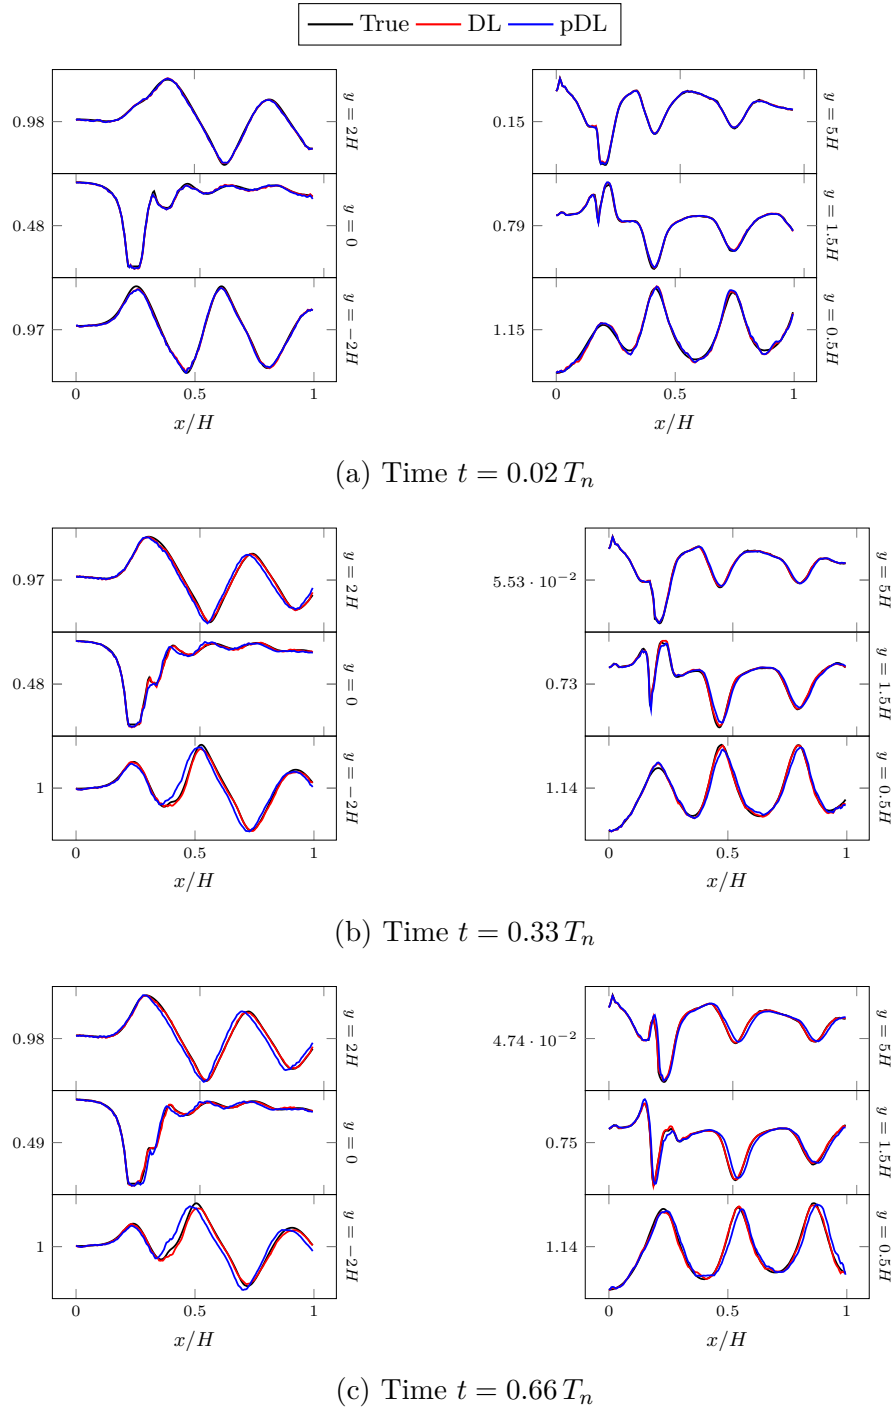 True DL pDL
0.98
y = 2H
0.15
y = 5H
0.48
y = 0
0.79
y = 1.5H
0.97
y = −2H
1.15
y = 0.5H
0 0.5 1
0 0.5 1
x/H
x/H
(a) Time t = 0.02 Tₙ
0.97
y = 2H
5.53 · 10⁻²
y = 5H
0.48
y = 0
0.73
y = 1.5H
1
y = −2H
1.14
y = 0.5H
0 0.5 1
0 0.5 1
x/H
x/H
(b) Time t = 0.33 Tₙ
0.98
y = 2H
4.74 · 10⁻²
y = 5H
0.49
y = 0
0.75
y = 1.5H
1
y = −2H
1.14
y = 0.5H
0 0.5 1
0 0.5 1
x/H
x/H
(c) Time t = 0.66 Tₙ